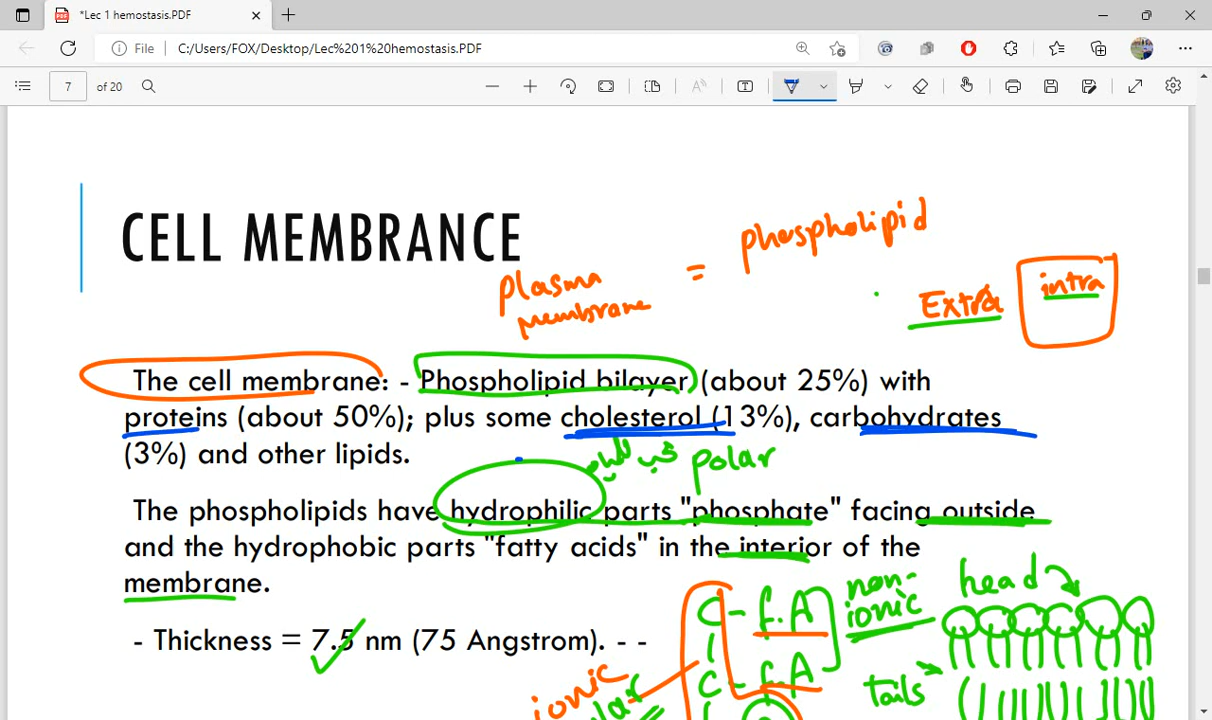 *Lec 1 hemostasis.PDF
File C:/Users/FOX/Desktop/Lec%201%20hemostasis.PDF
7 of 20
CELL MEMBRANCE
phospholipid
plasma membrane =
Extra intra
The cell membrane: - Phospholipid bilayer (about 25%) with
proteins (about 50%); plus some cholesterol (13%), carbohydrates
(3%) and other lipids.
polar
The phospholipids have hydrophilic parts "phosphate" facing outside
and the hydrophobic parts "fatty acids" in the interior of the
membrane.
- Thickness = 7.5 nm (75 Angstrom). - -
C - f.A
C - f.A
non-ionic
head
tails
ionic